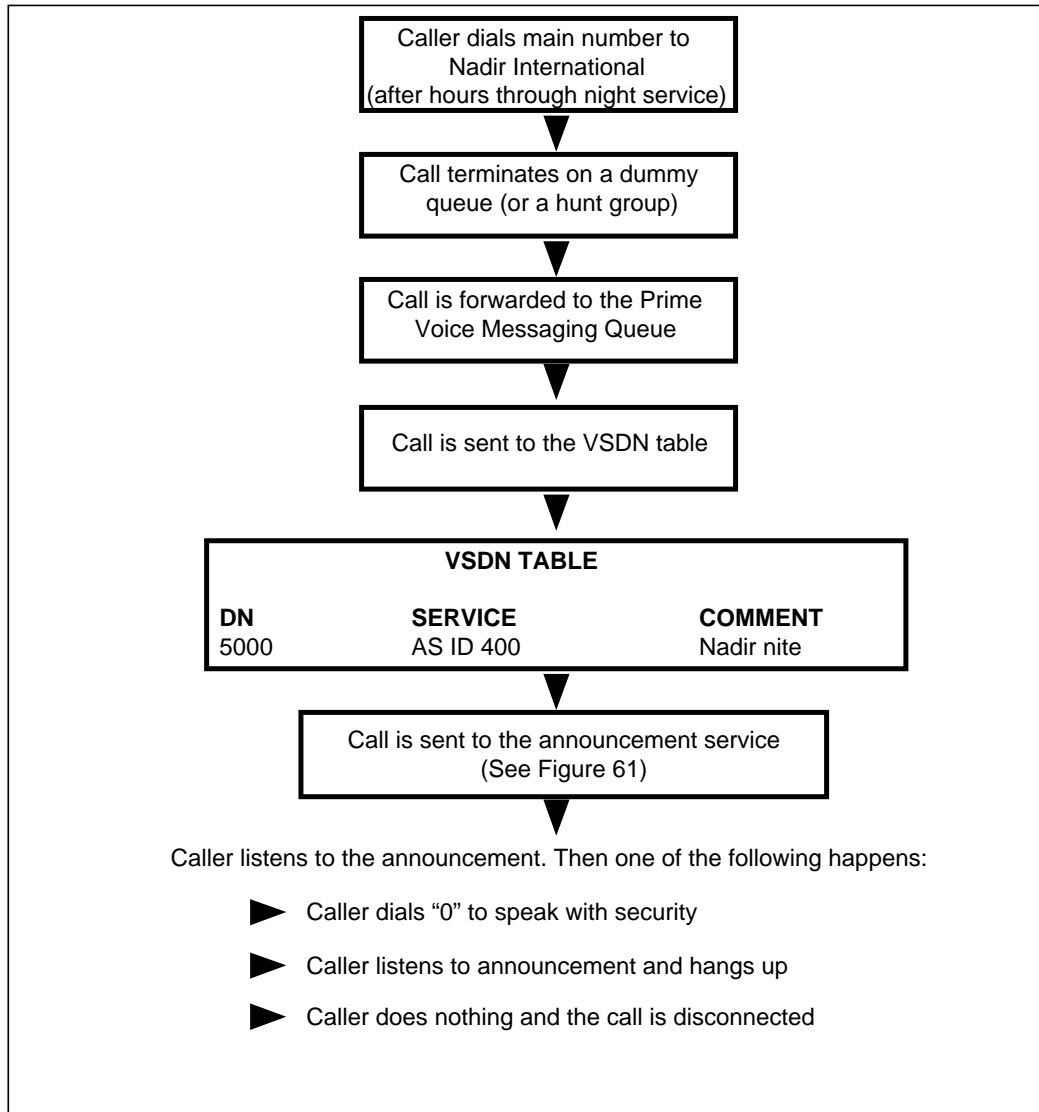 Caller dials main number to
Nadir International
(after hours through night service)
Call terminates on a dummy
queue (or a hunt group)
Call is forwarded to the Prime
Voice Messaging Queue
Call is sent to the VSDN table
VSDN TABLE
DN SERVICE COMMENT
5000 AS ID 400 Nadir nite
Call is sent to the announcement service
(See Figure 61)
Caller listens to the announcement. Then one of the following happens:
Caller dials “0” to speak with security
Caller listens to announcement and hangs up
Caller does nothing and the call is disconnected